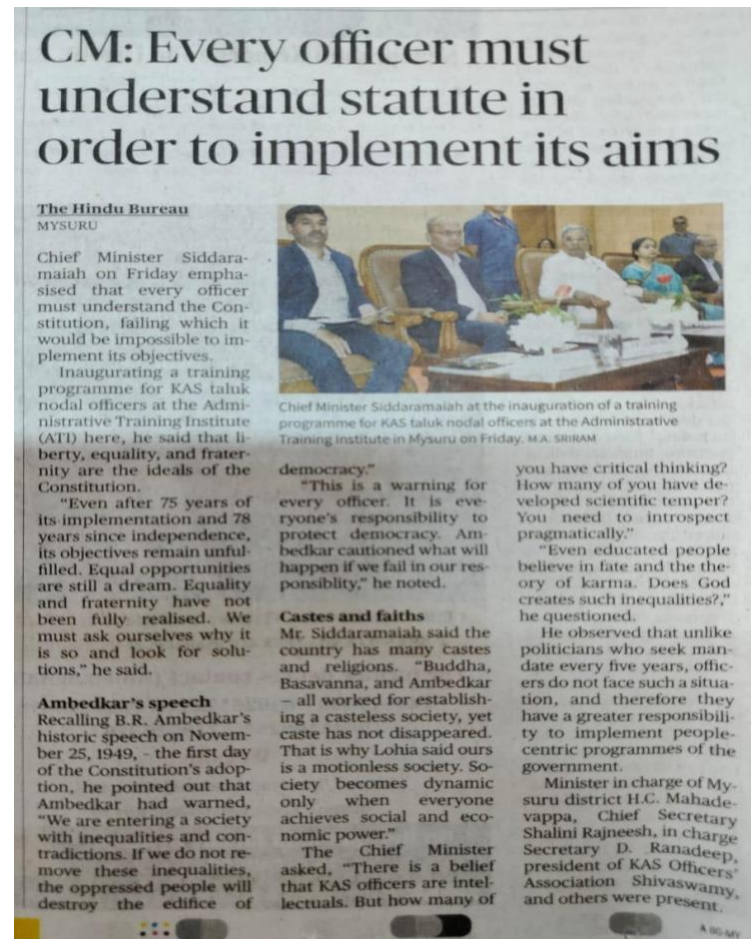 CM: Every officer must
understand statute in
order to implement its aims
The Hindu Bureau
MYSURU
Chief Minister Siddara-
maiah on Friday empha-
sised that every officer
must understand the Con-
stitution, failing which it
would be impossible to im-
plement its objectives.
Inaugurating a training
programme for KAS taluk
nodal officers at the Admi-
nistrative Training Institute
(ATI) here, he said that li-
berty, equality, and frater-
nity are the ideals of the
Constitution.
“Even after 75 years of
its implementation and 78
years since independence,
its objectives remain unful-
filled. Equal opportunities
are still a dream. Equality
and fraternity have not
been fully realised. We
must ask ourselves why it
is so and look for solu-
tions,” he said.
Ambedkar’s speech
Recalling B.R. Ambedkar’s
historic speech on Novem-
ber 25, 1949, - the first day
of the Constitution’s adop-
tion, he pointed out that
Ambedkar had warned,
“We are entering a society
with inequalities and con-
tradictions. If we do not re-
move these inequalities,
the oppressed people will
destroy the edifice of
Chief Minister Siddaramaiah at the inauguration of a training
programme for KAS taluk nodal officers at the Administrative
Training Institute in Mysuru on Friday. M.A. SRIRAM
democracy.”
“This is a warning for
every officer. It is eve-
ryone’s responsibility to
protect democracy. Am-
bedkar cautioned what will
happen if we fail in our res-
ponsiblity,” he noted.
Castes and faiths
Mr. Siddaramaiah said the
country has many castes
and religions. “Buddha,
Basavanna, and Ambedkar
– all worked for establish-
ing a casteless society, yet
caste has not disappeared.
That is why Lohia said ours
is a motionless society. So-
ciety becomes dynamic
only when everyone
achieves social and eco-
nomic power.”
The Chief Minister
asked, “There is a belief
that KAS officers are intel-
lectuals. But how many of
you have critical thinking?
How many of you have de-
veloped scientific temper?
You need to introspect
pragmatically.”
“Even educated people
believe in fate and the the-
ory of karma. Does God
creates such inequalities?,”
he questioned.
He observed that unlike
politicians who seek man-
date every five years, offic-
ers do not face such a situa-
tion, and therefore they
have a greater responsibili-
ty to implement people-
centric programmes of the
government.
Minister in charge of My-
suru district H.C. Mahade-
vappa, Chief Secretary
Shalini Rajneesh, in charge
Secretary D. Ranadeep,
president of KAS Officers’
Association Shivaswamy,
and others were present.